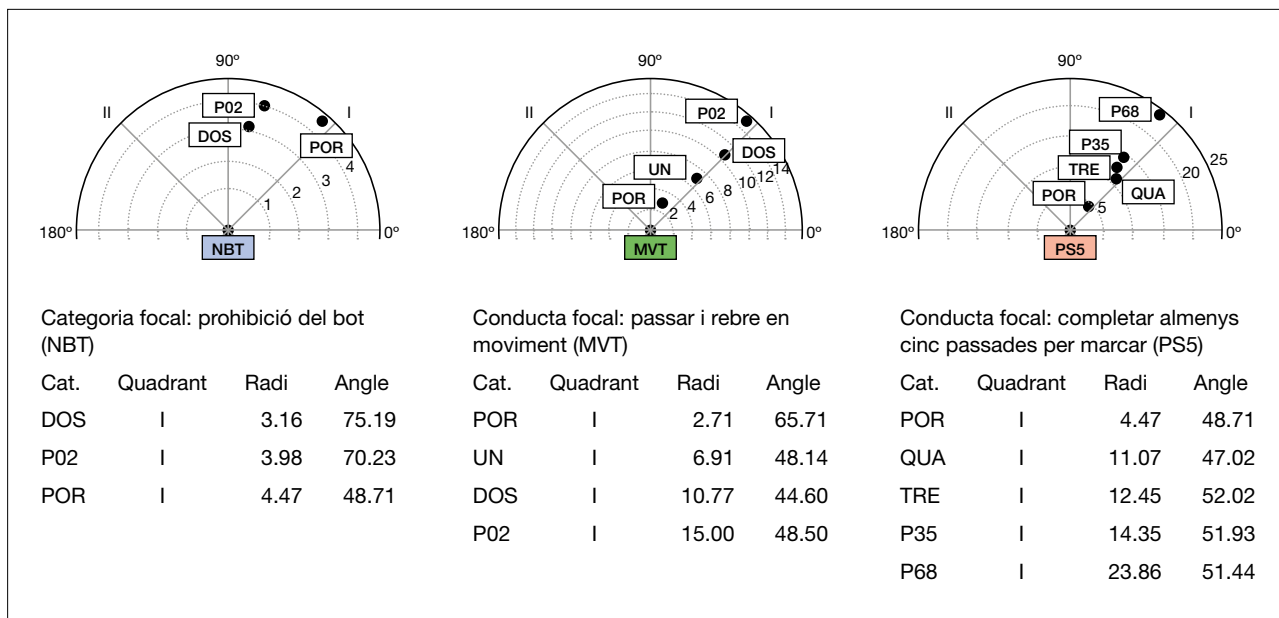 90º
II
I
P02
DOS
POR
4
3
2
1
180º
0º
NBT
Categoria focal: prohibició del bot
(NBT)
Cat. Quadrant Radi Angle
DOS I 3.16 75.19
P02 I 3.98 70.23
POR I 4.47 48.71
90º
II
I
P02
DOS
UN
POR
2 4 6 8 10 12 14
180º
0º
MVT
Conducta focal: passar i rebre en
moviment (MVT)
Cat. Quadrant Radi Angle
POR I 2.71 65.71
UN I 6.91 48.14
DOS I 10.77 44.60
P02 I 15.00 48.50
90º
II
I
P68
P35
TRE
QUA
POR
5
20
25
180º
0º
PS5
Conducta focal: completar almenys
cinc passades per marcar (PS5)
Cat. Quadrant Radi Angle
POR I 4.47 48.71
QUA I 11.07 47.02
TRE I 12.45 52.02
P35 I 14.35 51.93
P68 I 23.86 51.44